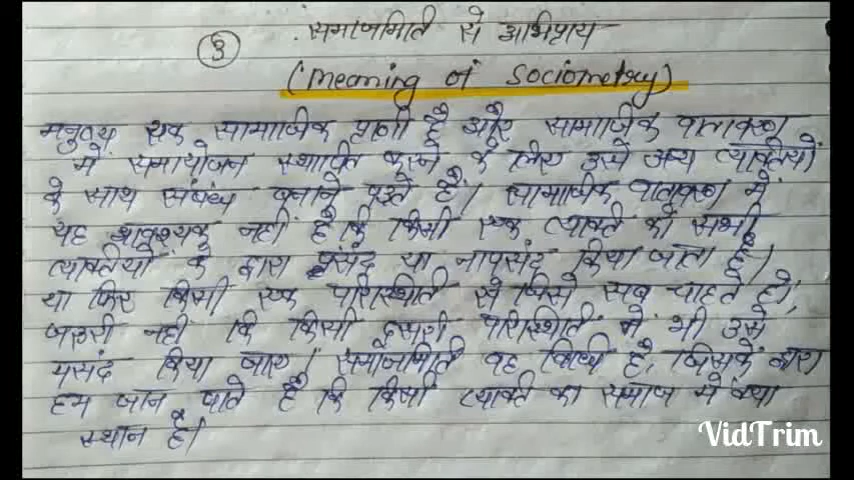 ③ समाजमिति से अभिप्राय
(Meaning of Sociometry)
मनुष्य एक सामाजिक प्राणी है और सामाजिक वातावरण
में समायोजन स्थापित करने के लिए उसे अन्य व्यक्तियों
के साथ संबंध बनाने पड़ते हैं। सामाजिक वातावरण में
यह आवश्यक नहीं है कि किसी एक व्यक्ति को सभी
व्यक्तियों के द्वारा पसंद या नापसंद किया जाता है।
या फिर किसी एक परिस्थिती से जिसे सब चाहते हो,
जरूरी नहीं कि किसी दूसरी परिस्थिति में भी उसे
पसंद किया जाए। समाजमिती वह विधि है, जिसके द्वारा
हम जान पाते हैं कि किसी व्यक्ति का समाज में क्या
स्थान है।
VidTrim